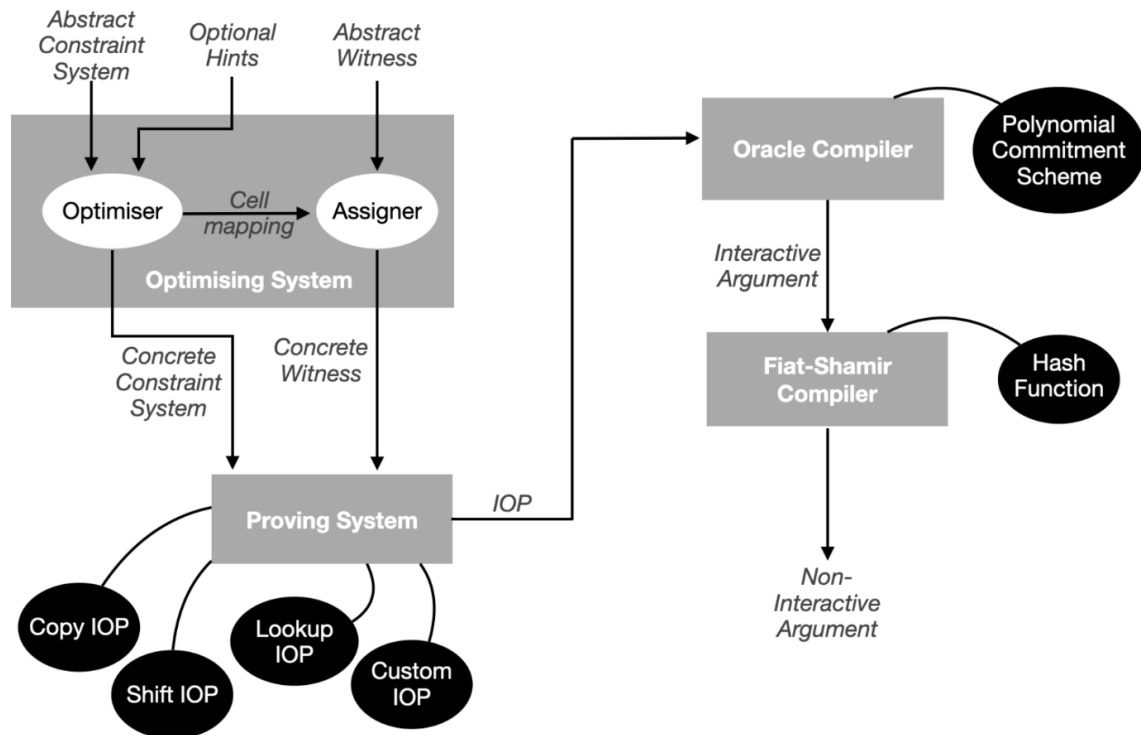 Abstract
Constraint
System
Optional
Hints
Abstract
Witness
Optimiser
Cell
mapping
Assigner
Optimising System
Concrete
Constraint
System
Concrete
Witness
Proving System
IOP
Copy IOP
Shift IOP
Lookup
IOP
Custom
IOP
Oracle Compiler
Polynomial
Commitment
Scheme
Interactive
Argument
Fiat-Shamir
Compiler
Hash
Function
Non-
Interactive
Argument